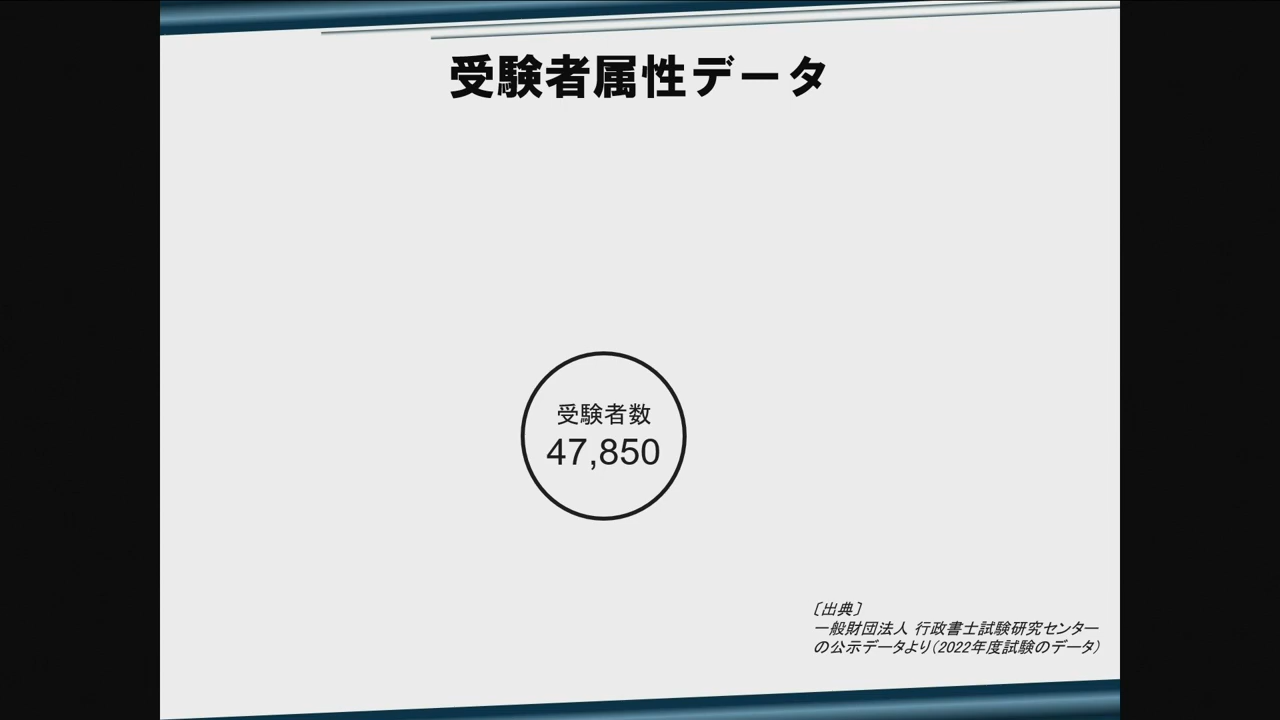 受験者属性データ
受験者数
47,850
〔出典〕
一般財団法人 行政書士試験研究センター
の公示データより(2022年度試験のデータ)